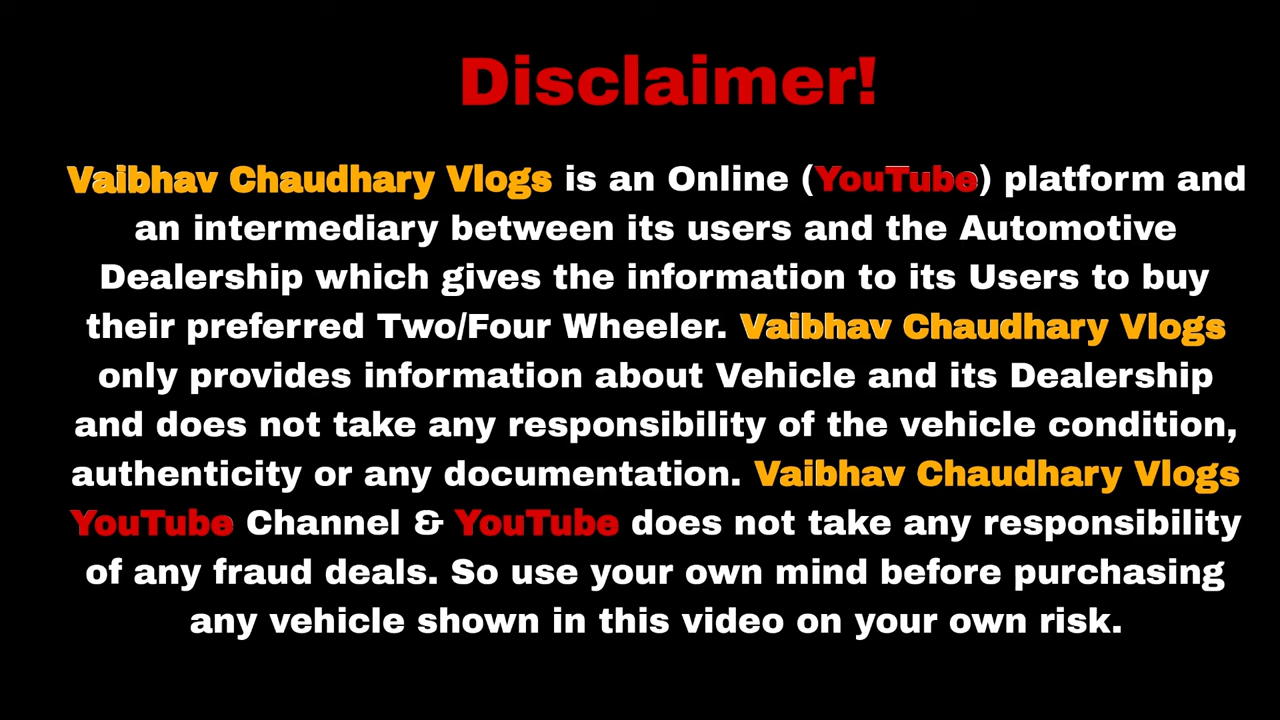 Disclaimer!
Vaibhav Chaudhary Vlogs is an Online (YouTube) platform and
an intermediary between its users and the Automotive
Dealership which gives the information to its Users to buy
their preferred Two/Four Wheeler. Vaibhav Chaudhary Vlogs
only provides information about Vehicle and its Dealership
and does not take any responsibility of the vehicle condition,
authenticity or any documentation. Vaibhav Chaudhary Vlogs
YouTube Channel & YouTube does not take any responsibility
of any fraud deals. So use your own mind before purchasing
any vehicle shown in this video on your own risk.